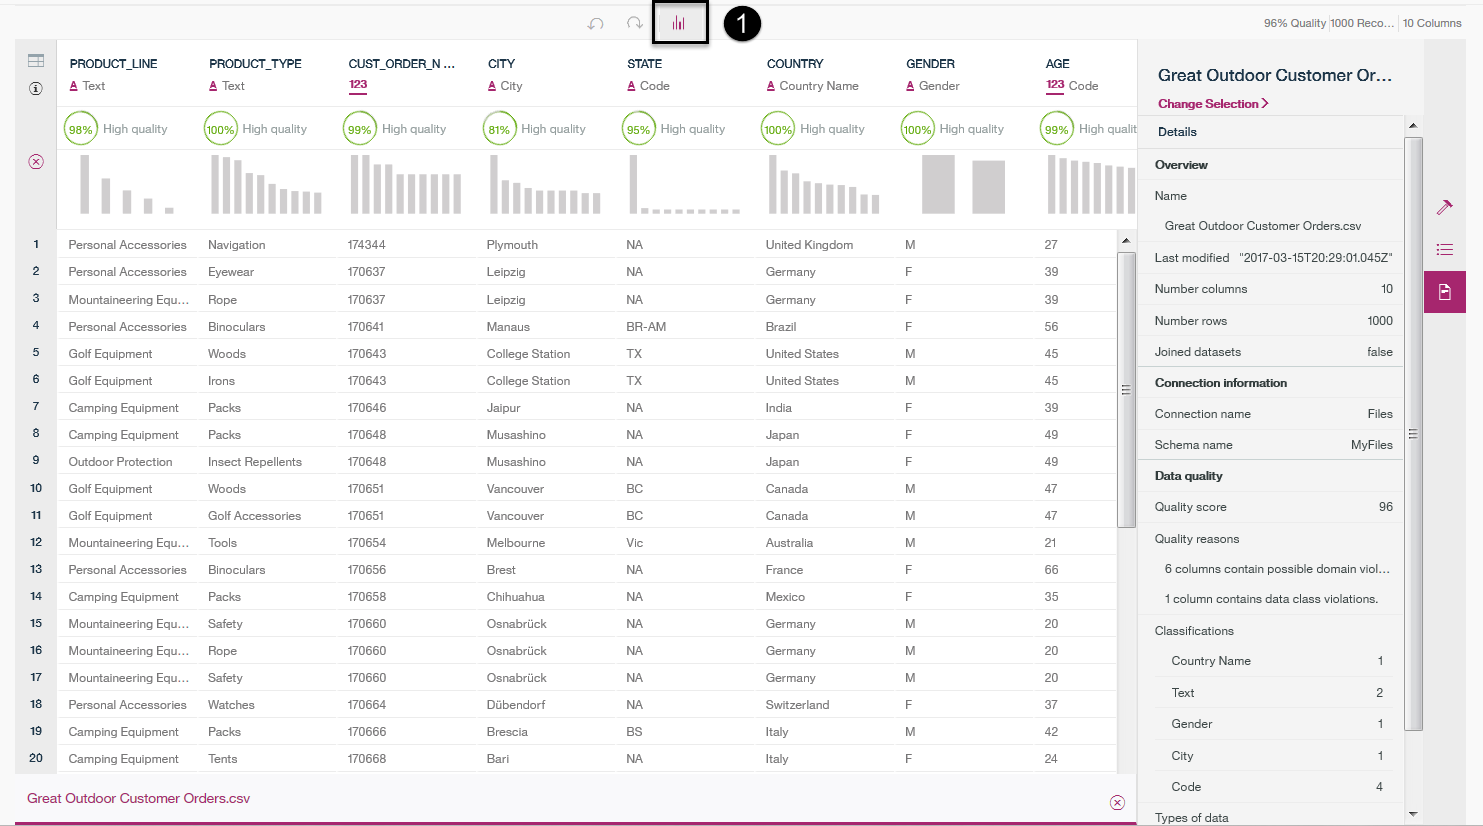 1
96% Quality 1000 Reco... 10 Columns
PRODUCT_LINE PRODUCT_TYPE CUST_ORDER_N ... CITY STATE COUNTRY GENDER AGE
A Text A Text 123 A City A Code A Country Name A Gender 123 Code
98% High quality 100% High quality 99% High quality 81% High quality 95% High quality 100% High quality 100% High quality 99% High qualit
1 Personal Accessories Navigation 174344 Plymouth NA United Kingdom M 27
2 Personal Accessories Eyewear 170637 Leipzig NA Germany F 39
3 Mountaineering Equ... Rope 170637 Leipzig NA Germany F 39
4 Personal Accessories Binoculars 170641 Manaus BR-AM Brazil F 56
5 Golf Equipment Woods 170643 College Station TX United States M 45
6 Golf Equipment Irons 170643 College Station TX United States M 45
7 Camping Equipment Packs 170646 Jaipur NA India F 39
8 Camping Equipment Packs 170648 Musashino NA Japan F 49
9 Outdoor Protection Insect Repellents 170648 Musashino NA Japan F 49
10 Golf Equipment Woods 170651 Vancouver BC Canada M 47
11 Golf Equipment Golf Accessories 170651 Vancouver BC Canada M 47
12 Mountaineering Equ... Tools 170654 Melbourne Vic Australia M 21
13 Personal Accessories Binoculars 170656 Brest NA France F 66
14 Camping Equipment Packs 170658 Chihuahua NA Mexico F 35
15 Mountaineering Equ... Safety 170660 Osnabrück NA Germany M 20
16 Mountaineering Equ... Rope 170660 Osnabrück NA Germany M 20
17 Mountaineering Equ... Safety 170660 Osnabrück NA Germany M 20
18 Personal Accessories Watches 170664 Dübendorf NA Switzerland F 37
19 Camping Equipment Packs 170666 Brescia BS Italy M 42
20 Camping Equipment Tents 170668 Bari NA Italy F 24
Great Outdoor Customer Orders.csv
Great Outdoor Customer Or...
Change Selection
Details
Overview
Name
Great Outdoor Customer Orders.csv
Last modified "2017-03-15T20:29:01.045Z"
Number columns 10
Number rows 1000
Joined datasets false
Connection information
Connection name Files
Schema name MyFiles
Data quality
Quality score 96
Quality reasons
6 columns contain possible domain viol...
1 column contains data class violations.
Classifications
Country Name 1
Text 2
Gender 1
City 1
Code 4
Types of data